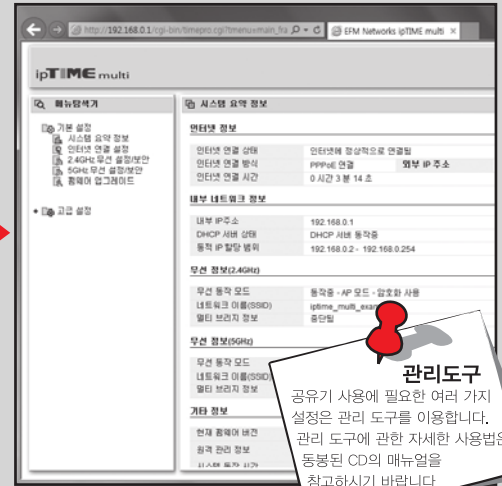 http://192.168.0.1/cgi-bin/timepro.cgi?tmenu=main_fra
EFM Networks ipTIME multi
ipTIME multi
메뉴탐색기
기본 설정
시스템 요약 정보
인터넷 연결 설정
2.4GHz 무선 설정/보안
5GHz 무선 설정/보안
펌웨어 업그레이드
고급 설정
시스템 요약 정보
인터넷 정보
인터넷 연결 상태 인터넷에 정상적으로 연결됨
인터넷 연결 방식 PPPoE 연결 외부 IP 주소
인터넷 연결 시간 0 시간 3 분 14 초
내부 네트워크 정보
내부 IP주소 192.168.0.1
DHCP 서버 상태 DHCP 서버 동작중
동적 IP 할당 범위 192.168.0.2 - 192.168.0.254
무선 정보(2.4GHz)
무선 동작 모드 동작중 - AP 모드 - 암호화 사용
네트워크 이름(SSID) iptime_multi_exam
멀티 브리지 정보 중단됨
무선 정보(5GHz)
무선 동작 모드
네트워크 이름(SSID)
멀티 브리지 정보
기타 정보
현재 펌웨어 버전
원격 관리 정보
시스템 동작 시간
관리도구
공유기 사용에 필요한 여러 가지
설정은 관리 도구를 이용합니다.
관리 도구에 관한 자세한 사용법은
동봉된 CD의 매뉴얼을
참고하시기 바랍니다